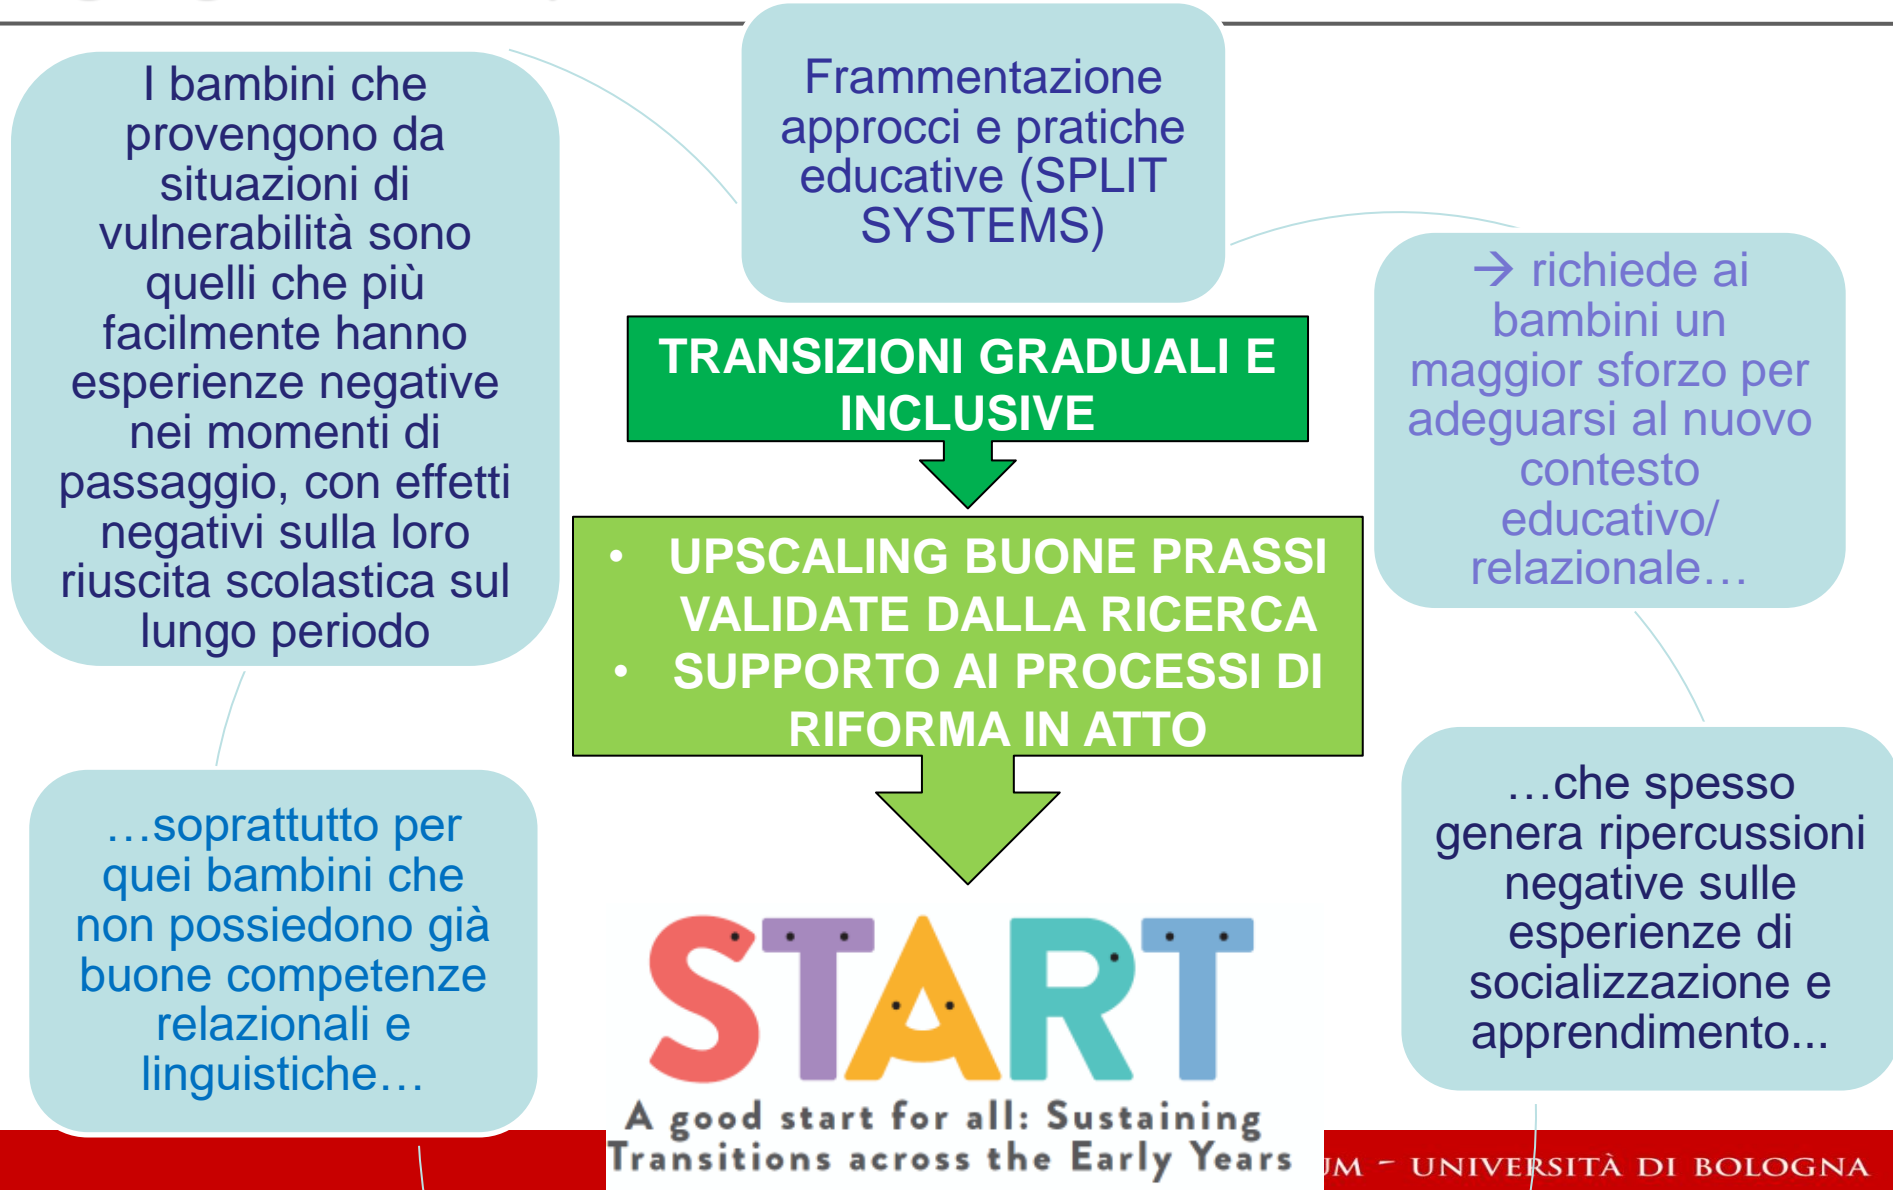 I bambini che
provengono da
situazioni di
vulnerabilità sono
quelli che più
facilmente hanno
esperienze negative
nei momenti di
passaggio, con effetti
negativi sulla loro
riuscita scolastica sul
lungo periodo
Frammentazione
approcci e pratiche
educative (SPLIT
SYSTEMS)
→ richiede ai
bambini un
maggior sforzo per
adeguarsi al nuovo
contesto
educativo/
relazionale…
…che spesso
genera ripercussioni
negative sulle
esperienze di
socializzazione e
apprendimento...
…soprattutto per
quei bambini che
non possiedono già
buone competenze
relazionali e
linguistiche…
TRANSIZIONI GRADUALI E
INCLUSIVE
• UPSCALING BUONE PRASSI
VALIDATE DALLA RICERCA
• SUPPORTO AI PROCESSI DI
RIFORMA IN ATTO
START
A good start for all: Sustaining
Transitions across the Early Years
UM - UNIVERSITÀ DI BOLOGNA